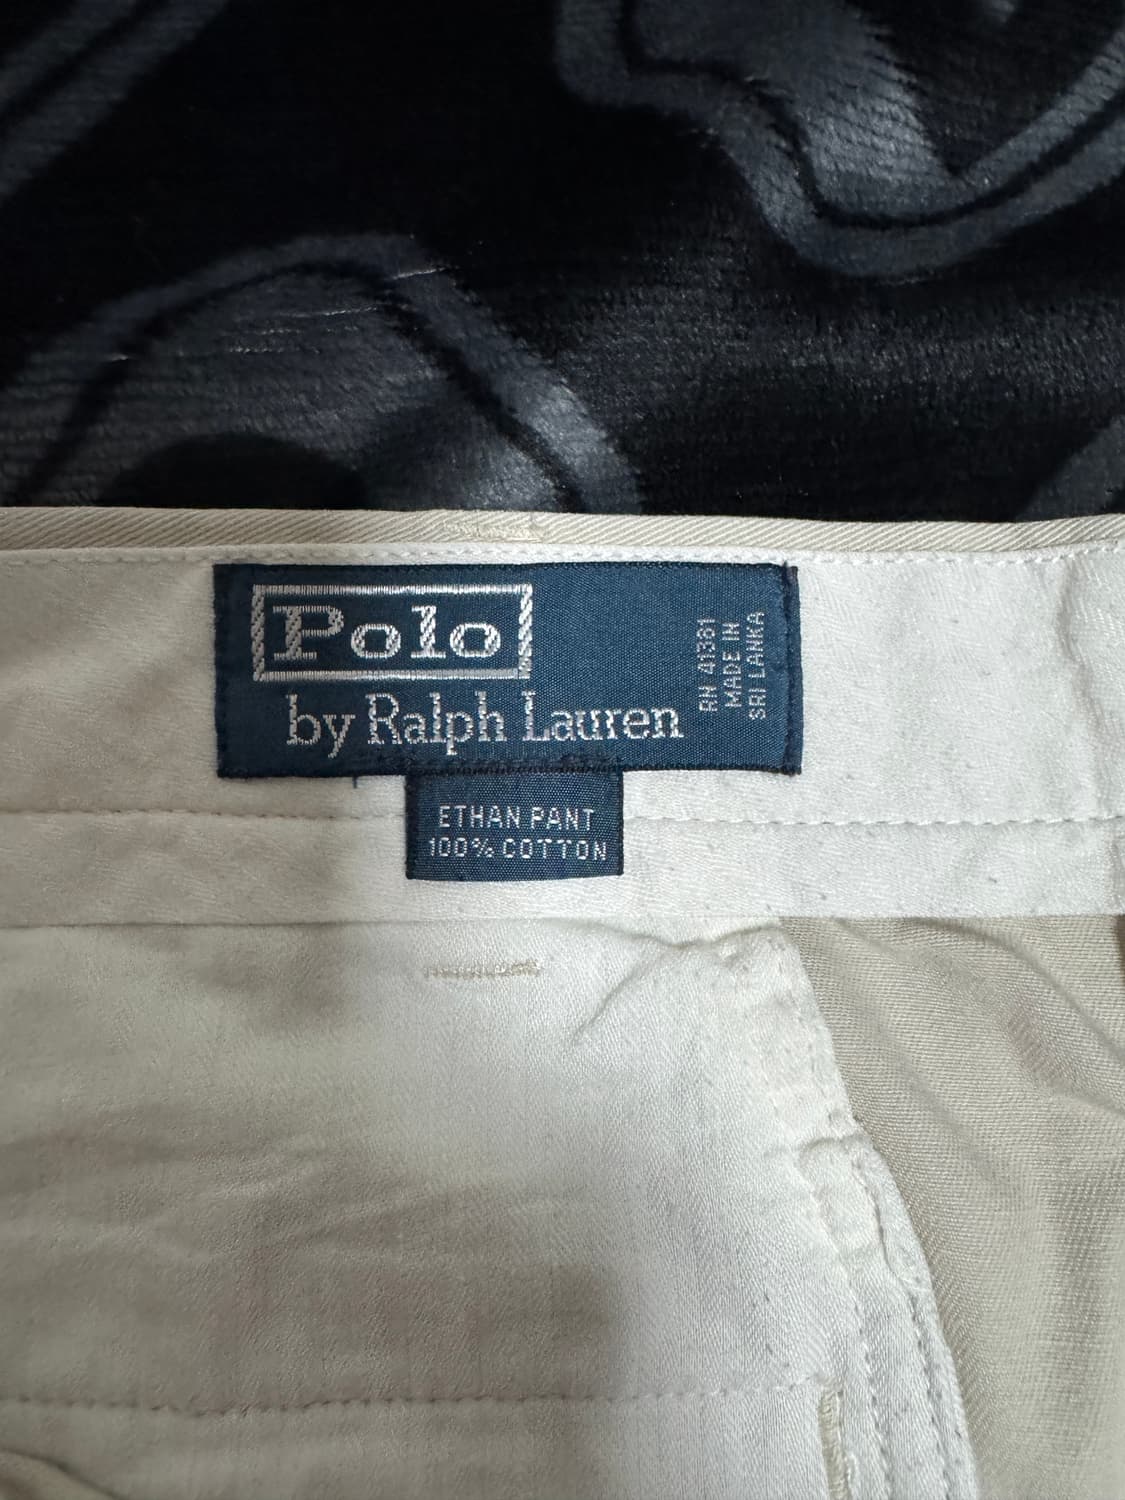 Polo
by Ralph Lauren
RN 41381
MADE IN
SRI LANKA
ETHAN PANT
100% COTTON